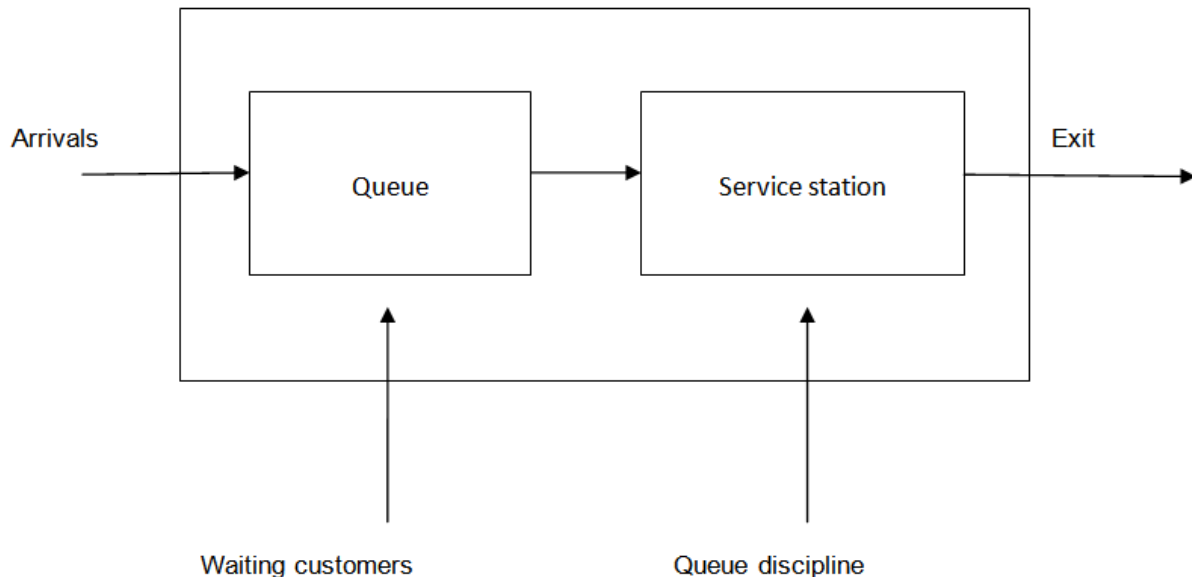 Arrivals
Exit
Queue
Service station
Waiting customers
Queue discipline